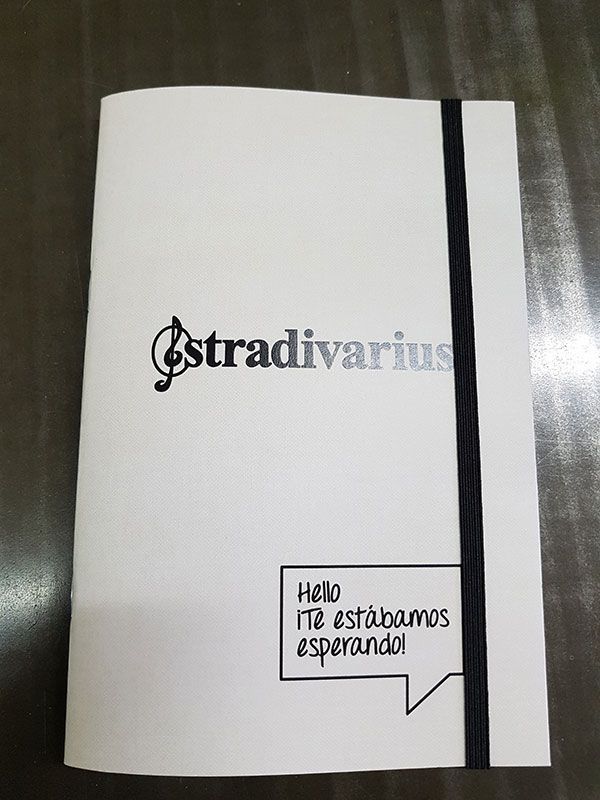 stradivarius
Hello
¡Te estábamos
esperando!